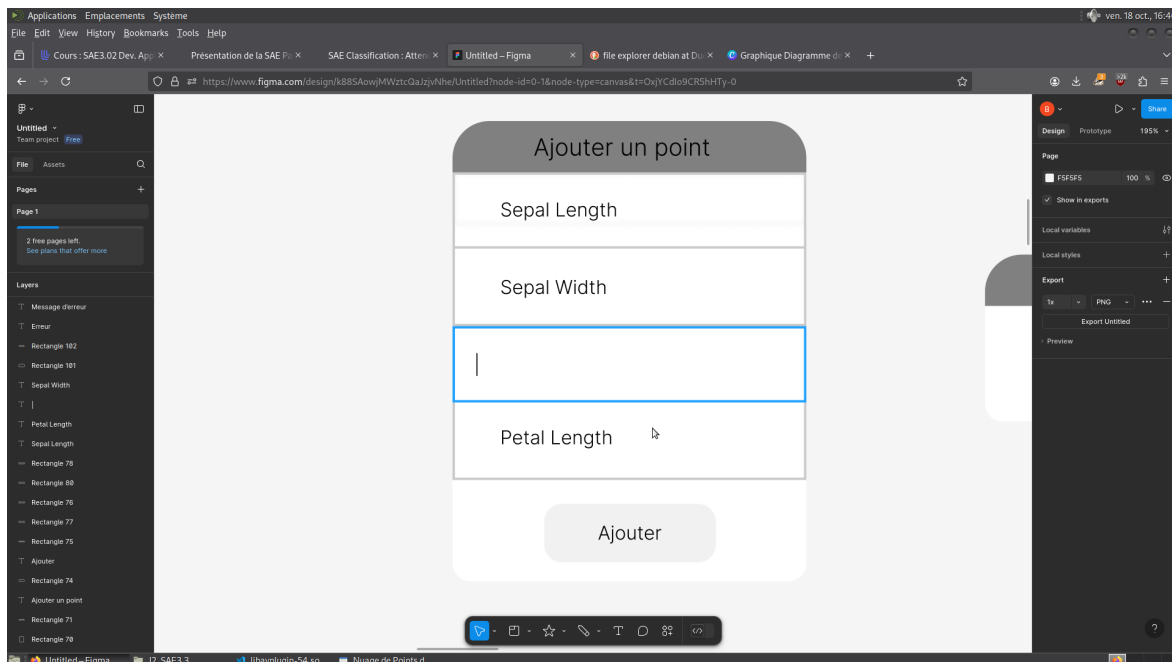 Applications Emplacements Système
ven. 18 oct., 16:4
File Edit View History Bookmarks Tools Help
Cours : SAE3.02 Dev. App
Présentation de la SAE Pa
SAE Classification : Atten
Untitled – Figma
file explorer debian at Du
Graphique Diagramme de
https://www.figma.com/design/k88SAowjMWztcQaJzjvNhe/Untitled?node-id=0-1&node-type=canvas&t=OxjYCdIo9CR5hHTy-0
Untitled
Team project Free
File Assets
Pages
Page 1
2 free pages left.
See plans that offer more
Layers
Message d'erreur
Erreur
Rectangle 102
Rectangle 101
Sepal Width
|
Petal Length
Sepal Length
Rectangle 78
Rectangle 80
Rectangle 76
Rectangle 77
Rectangle 75
Ajouter
Rectangle 74
Ajouter un point
Rectangle 71
Rectangle 70
Ajouter un point
Sepal Length
Sepal Width
|
Petal Length
Ajouter
B
Share
Design Prototype 195%
Page
F5F5F5 100 %
Show in exports
Local variables
Local styles
Export
1x PNG
Export Untitled
Preview
?
Untitled – Figma
J2_SAE3.3
libavplugin-54.so
Nuage de Points.d